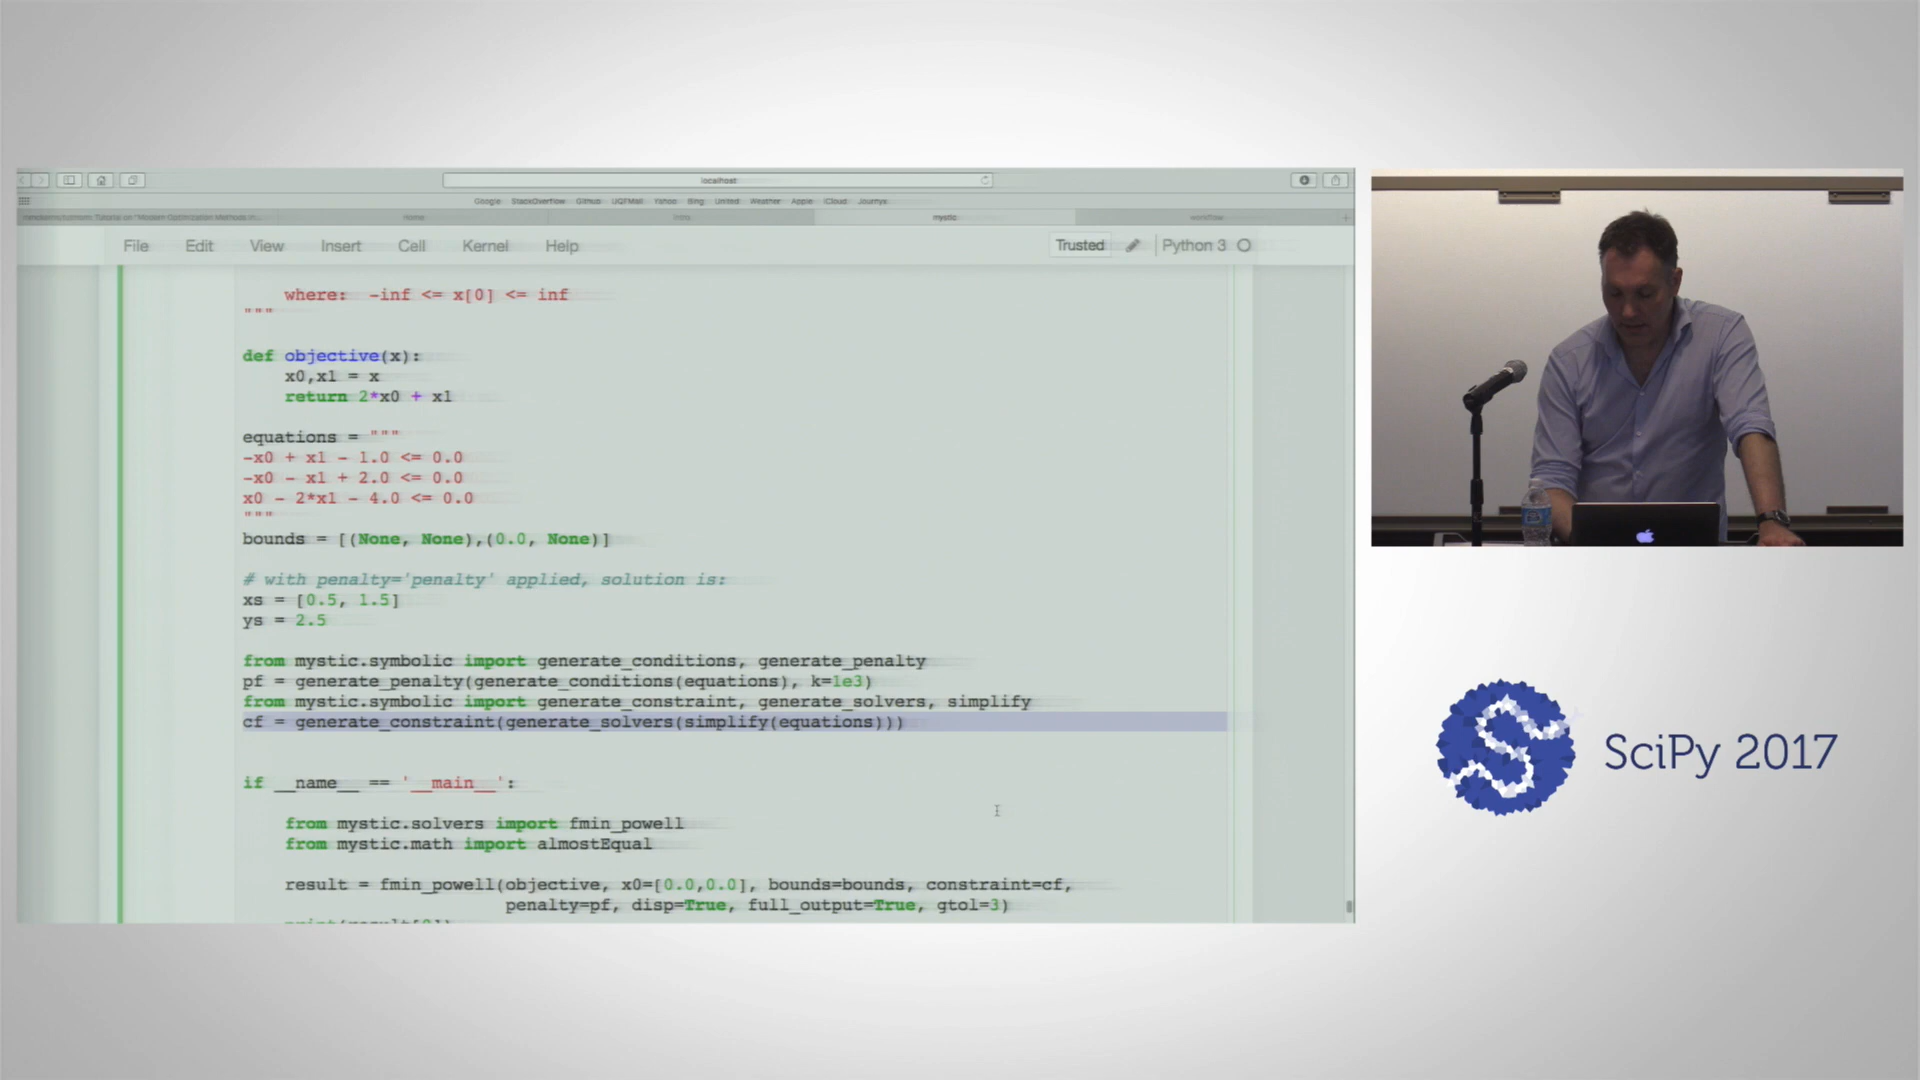 localhost
Google StackOverflow Github UQFMail Yahoo Bing United Weather Apple iCloud Journys
Home Intro mystic workflow
File Edit View Insert Cell Kernel Help Trusted Python 3
where: -inf <= x[0] <= inf
"""
def objective(x):
x0,x1 = x
return 2*x0 + x1
equations = """
-x0 + x1 - 1.0 <= 0.0
-x0 - x1 + 2.0 <= 0.0
x0 - 2*x1 - 4.0 <= 0.0
"""
bounds = [(None, None),(0.0, None)]
# with penalty='penalty' applied, solution is:
xs = [0.5, 1.5]
ys = 2.5
from mystic.symbolic import generate_conditions, generate_penalty
pf = generate_penalty(generate_conditions(equations), k=1e3)
from mystic.symbolic import generate_constraint, generate_solvers, simplify
cf = generate_constraint(generate_solvers(simplify(equations)))
if __name__ == '__main__':
from mystic.solvers import fmin_powell
from mystic.math import almostEqual
result = fmin_powell(objective, x0=[0.0,0.0], bounds=bounds, constraint=cf,
penalty=pf, disp=True, full_output=True, gtol=3)
SciPy 2017